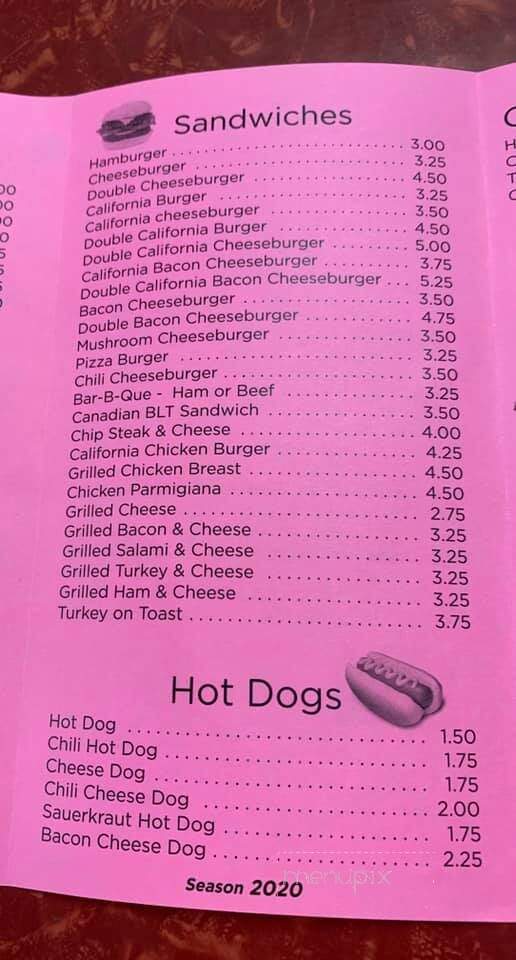 Sandwiches
Hamburger 3.00
Cheeseburger 3.25
Double Cheeseburger 4.50
California Burger 3.25
California cheeseburger 3.50
Double California Burger 4.50
Double California Cheeseburger 5.00
California Bacon Cheeseburger 3.75
Double California Bacon Cheeseburger 5.25
Bacon Cheeseburger 3.50
Double Bacon Cheeseburger 4.75
Mushroom Cheeseburger 3.50
Pizza Burger 3.25
Chili Cheeseburger 3.50
Bar-B-Que - Ham or Beef 3.25
Canadian BLT Sandwich 3.50
Chip Steak & Cheese 4.00
California Chicken Burger 4.25
Grilled Chicken Breast 4.50
Chicken Parmigiana 4.50
Grilled Cheese 2.75
Grilled Bacon & Cheese 3.25
Grilled Salami & Cheese 3.25
Grilled Turkey & Cheese 3.25
Grilled Ham & Cheese 3.25
Turkey on Toast 3.75
Hot Dogs
Hot Dog 1.50
Chili Hot Dog 1.75
Cheese Dog 1.75
Chili Cheese Dog 2.00
Sauerkraut Hot Dog 1.75
Bacon Cheese Dog 2.25
Season 2020
menupix